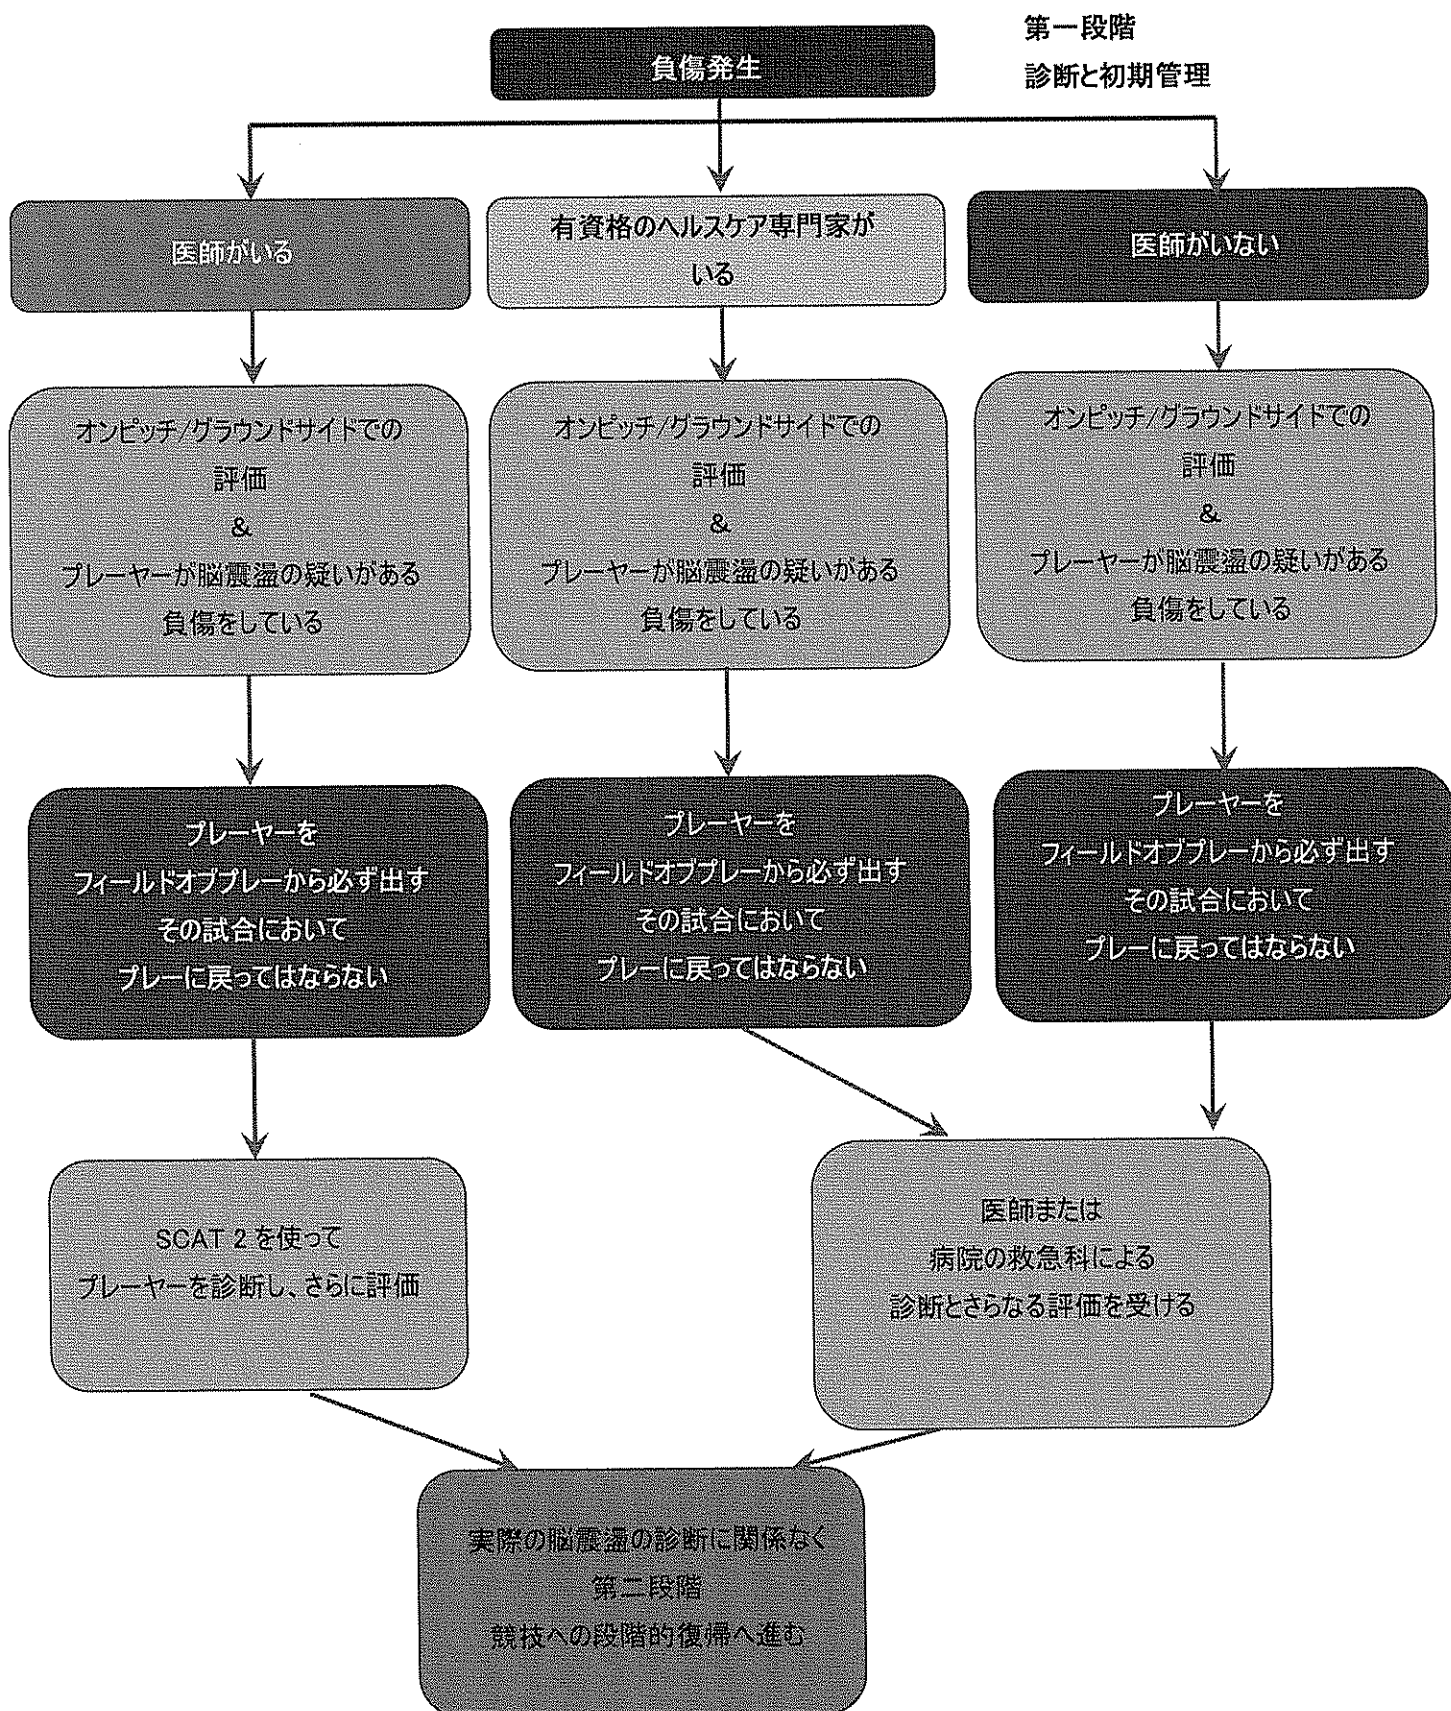 第一段階
診断と初期管理
負傷発生
医師がいる
有資格のヘルスケア専門家が
いる
医師がいない
オンピッチ/グラウンドサイドでの
評価
&
プレーヤーが脳震盪の疑いがある
負傷をしている
オンピッチ/グラウンドサイドでの
評価
&
プレーヤーが脳震盪の疑いがある
負傷をしている
オンピッチ/グラウンドサイドでの
評価
&
プレーヤーが脳震盪の疑いがある
負傷をしている
プレーヤーを
フィールドオブプレーから必ず出す
その試合において
プレーに戻ってはならない
プレーヤーを
フィールドオブプレーから必ず出す
その試合において
プレーに戻ってはならない
プレーヤーを
フィールドオブプレーから必ず出す
その試合において
プレーに戻ってはならない
SCAT 2 を使って
プレーヤーを診断し、さらに評価
医師または
病院の救急科による
診断とさらなる評価を受ける
実際の脳震盪の診断に関係なく
第二段階
競技への段階的復帰へ進む